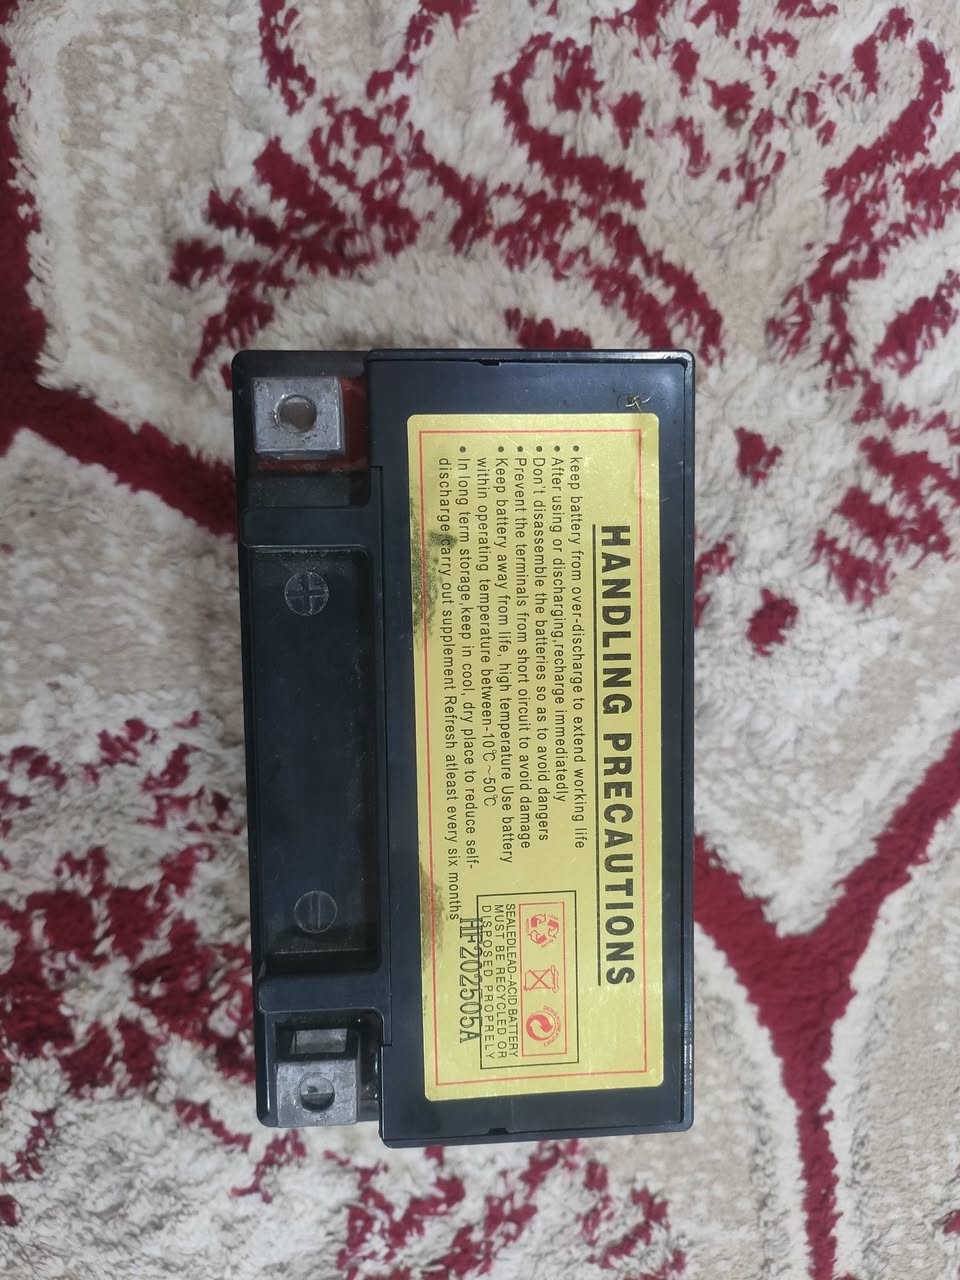 HANDLING PRECAUTIONS
• Keep battery from over-discharge to extend working life
• After using or discharging,recharge immediatedly
• Don't disassemble the batteries so as to avoid dangers
• Prevent the terminals from short oircuit to avoid damage
• Keep battery away from life, high temperature Use battery
within operating temperature between-10℃~50℃
• In long term storage,keep in cool, dry place to reduce self-
discharge carry out supplement Refresh atleast every six months
SEALEDLEAD-ACID BATTERY
MUST BE RECYCLED OR
DISPOSED PROPRELY
HF202505A